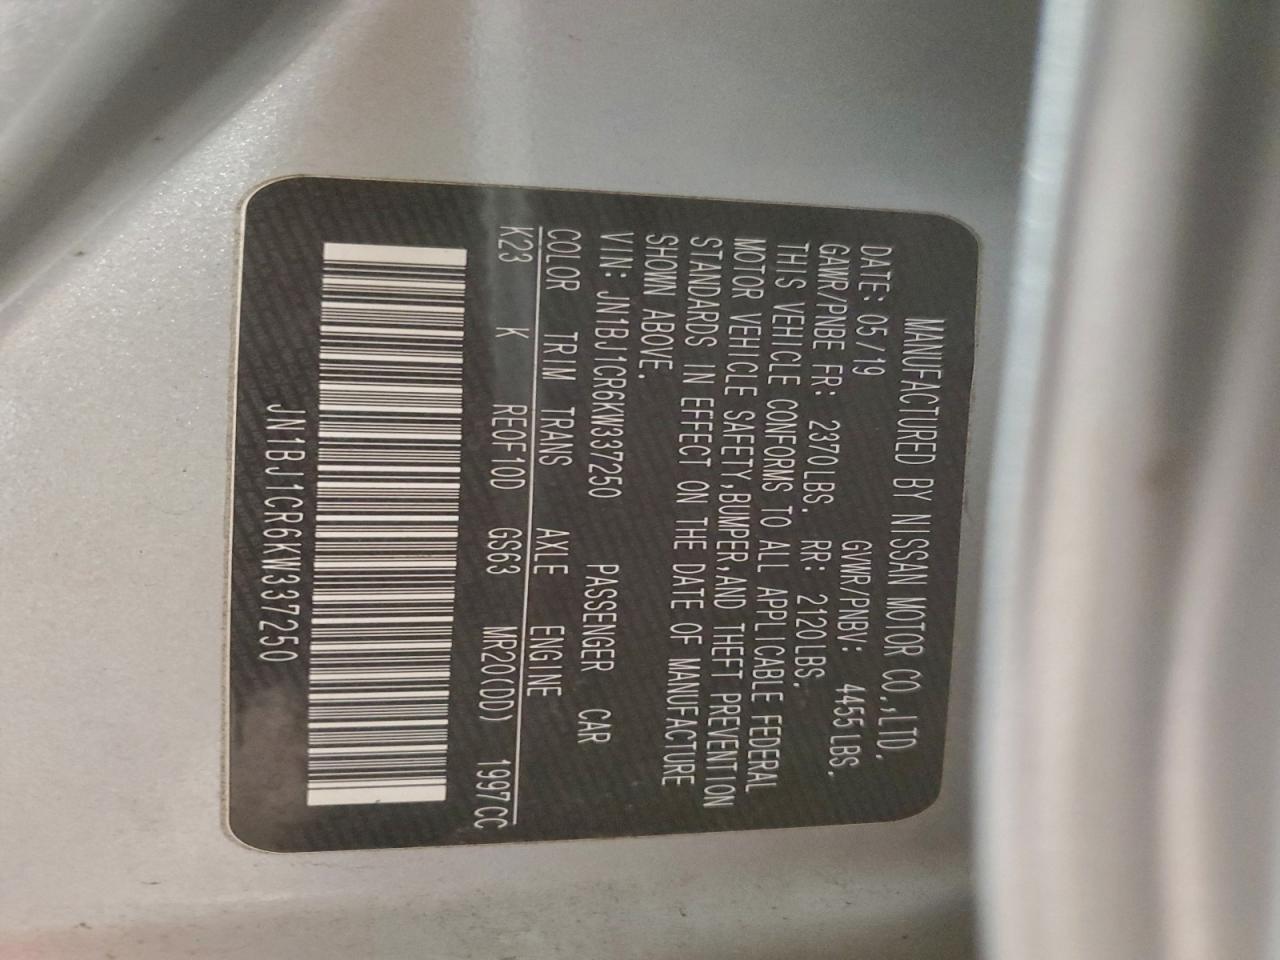 MANUFACTURED BY NISSAN MOTOR CO.,LTD.
DATE: 05/19 GVWR/PNBV: 4455LBS.
GAWR/PNBE FR: 2370LBS. RR: 2120LBS.
THIS VEHICLE CONFORMS TO ALL APPLICABLE FEDERAL
MOTOR VEHICLE SAFETY,BUMPER,AND THEFT PREVENTION
STANDARDS IN EFFECT ON THE DATE OF MANUFACTURE
SHOWN ABOVE.
VIN: JN1BJ1CR6KW337250 PASSENGER CAR
COLOR TRIM TRANS AXLE ENGINE
K23 K RE0F10D GS63 MR20(DD) 1997CC
JN1BJ1CR6KW337250